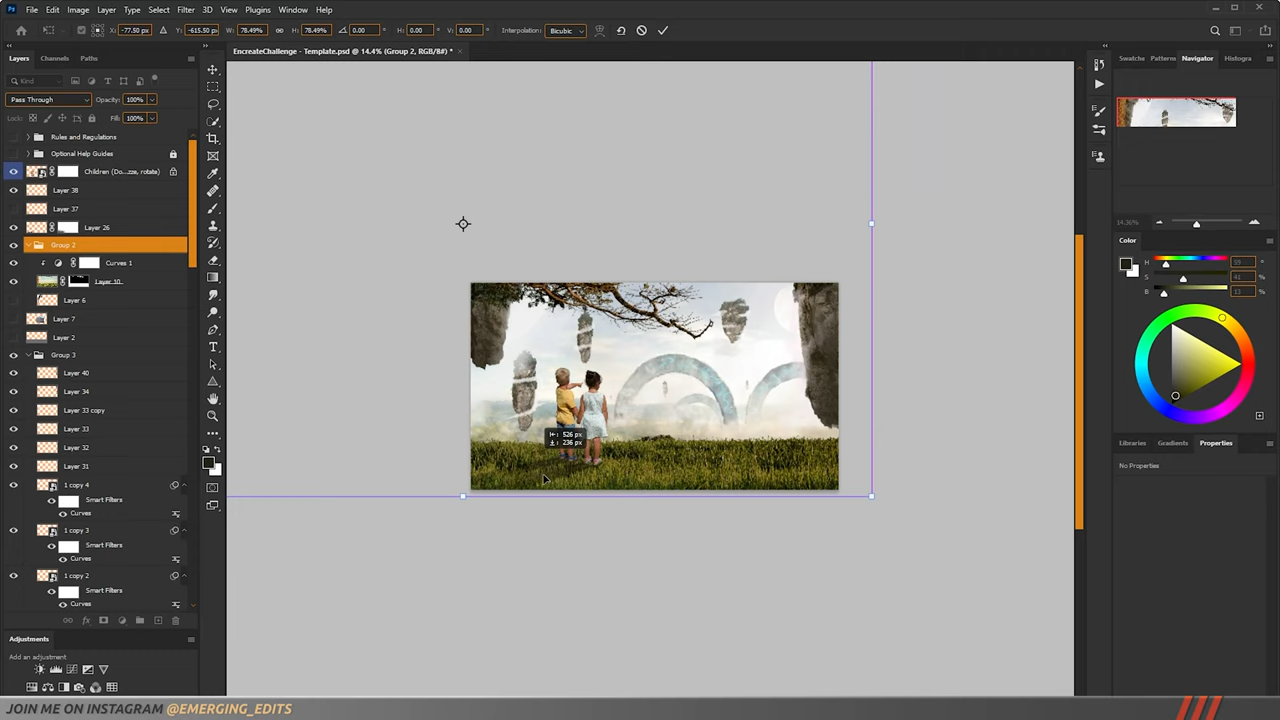 Ps File Edit Image Layer Type Select Filter 3D View Plugins Window Help
X: -77.50 px Y: -615.50 px W: 78.49% H: 78.49% 0.00 H: 0.00 V: 0.00 Interpolation: Bicubic
Layers Channels Paths
EncreateChallenge - Template.psd @ 14.4% (Group 2, RGB/8#) *
Swatche Patterns Navigator Histogra
Kind
Pass Through Opacity: 100%
Lock: Fill: 100%
Rules and Regulations
Optional Help Guides
Children (Do...ze, rotate)
Layer 38
Layer 37
Layer 26
Group 2
Curves 1
Layer 10
Layer 6
Layer 7
Layer 2
Group 3
Layer 40
Layer 34
Layer 33 copy
Layer 33
Layer 32
Layer 31
1 copy 4
Smart Filters
Curves
1 copy 3
Smart Filters
Curves
1 copy 2
Smart Filters
Curves
Adjustments
Add an adjustment
526 px
236 px
14.36%
Color
H 59 °
S 41 %
B 13 %
Libraries Gradients Properties
No Properties
JOIN ME ON INSTAGRAM @EMERGING_EDITS